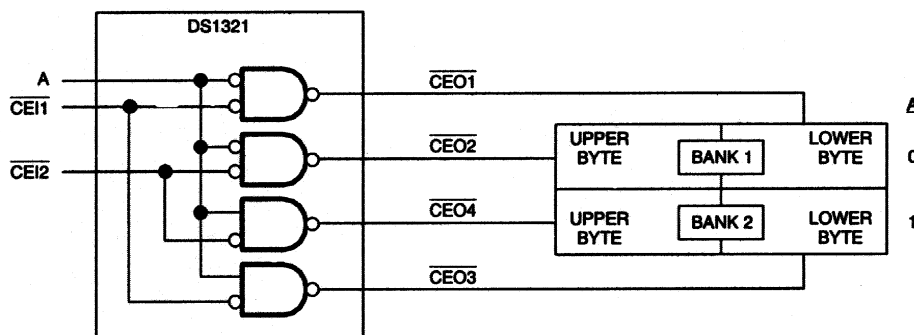 DS1321
A
CEI1
CEI2
CEO1
CEO2
CEO4
CEO3
UPPER
BYTE
BANK 1
LOWER
BYTE
UPPER
BYTE
BANK 2
LOWER
BYTE
0
1